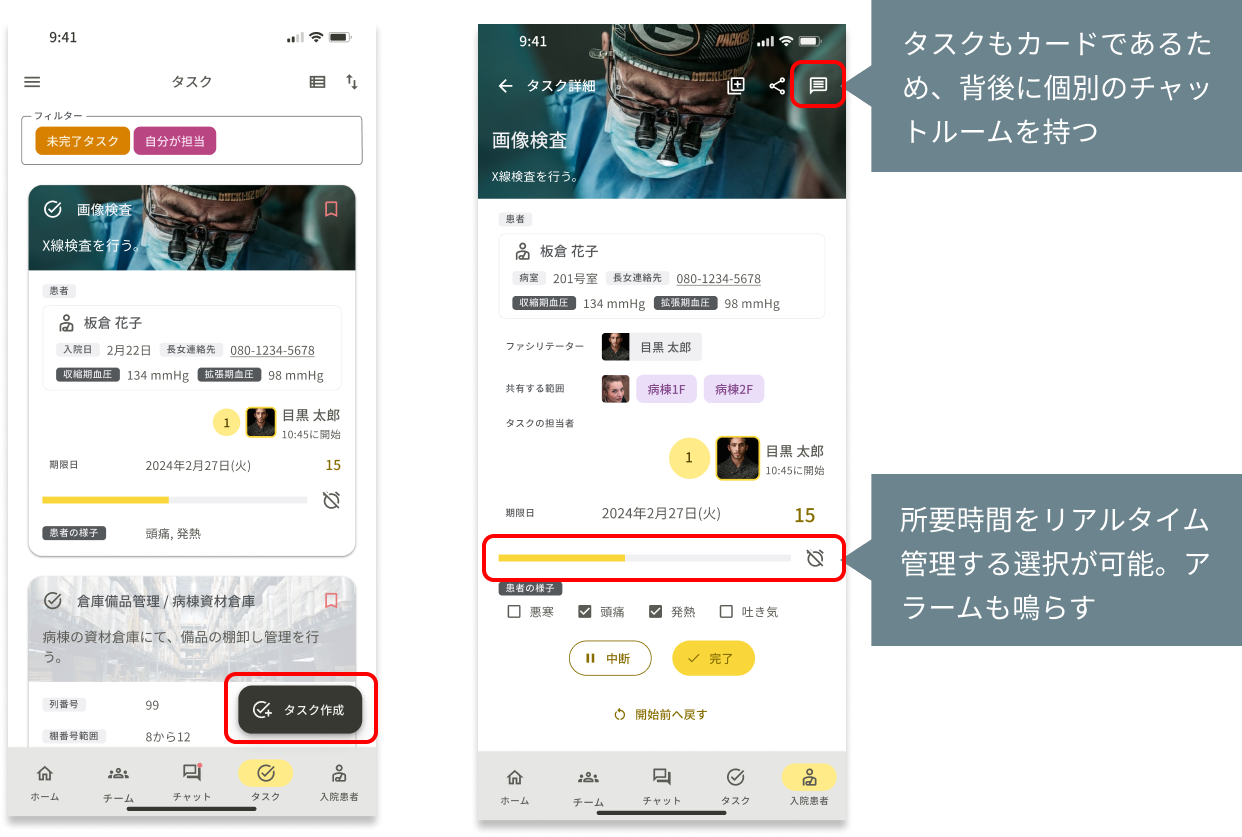 9:41
タスク
フィルター
未完了タスク
自分が担当
画像検査
X線検査を行う。
患者
板倉 花子
入院日 2月22日 長女連絡先 080-1234-5678
収縮期血圧 134 mmHg 拡張期血圧 98 mmHg
1
目黒 太郎
10:45に開始
期限日 2024年2月27日(火) 15
患者の様子 頭痛, 発熱
倉庫備品管理 / 病棟資材倉庫
病棟の資材倉庫にて、備品の棚卸し管理を行
う。
列番号 99
棚番号範囲 8から12
タスク作成
ホーム チーム チャット タスク 入院患者
9:41
PACKERS
タスク詳細
画像検査
X線検査を行う。
患者
板倉 花子
病室 201号室 長女連絡先 080-1234-5678
収縮期血圧 134 mmHg 拡張期血圧 98 mmHg
ファシリテーター 目黒 太郎
共有する範囲 病棟1F 病棟2F
タスクの担当者
1
目黒 太郎
10:45に開始
期限日 2024年2月27日(火) 15
患者の様子
悪寒 頭痛 発熱 吐き気
中断 完了
開始前へ戻す
ホーム チーム チャット タスク 入院患者
タスクもカードであるた
め、背後に個別のチャッ
トルームを持つ
所要時間をリアルタイム
管理する選択が可能。ア
ラームも鳴らす